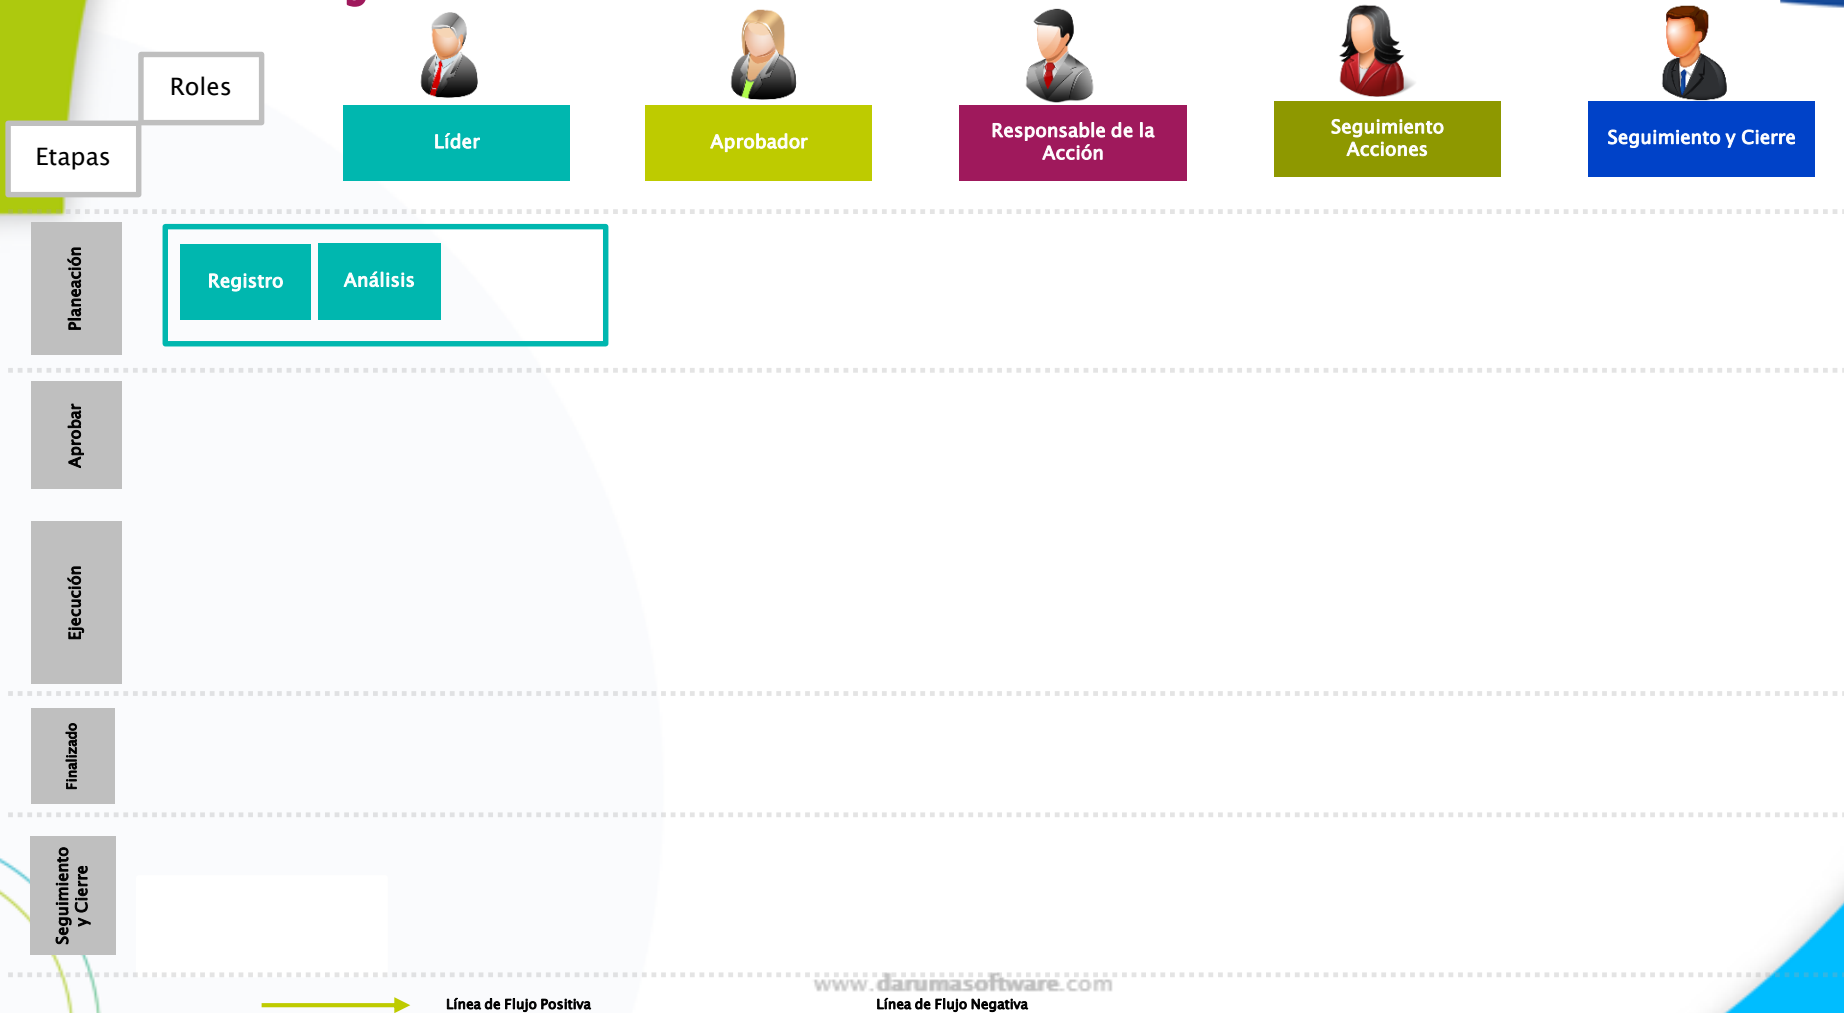 Roles
Etapas
Líder
Aprobador
Responsable de la
Acción
Seguimiento
Acciones
Seguimiento y Cierre
Planeación
Registro
Análisis
Aprobar
Ejecución
Finalizado
Seguimiento
y Cierre
www.darumasoftware.com
Línea de Flujo Positiva
Línea de Flujo Negativa